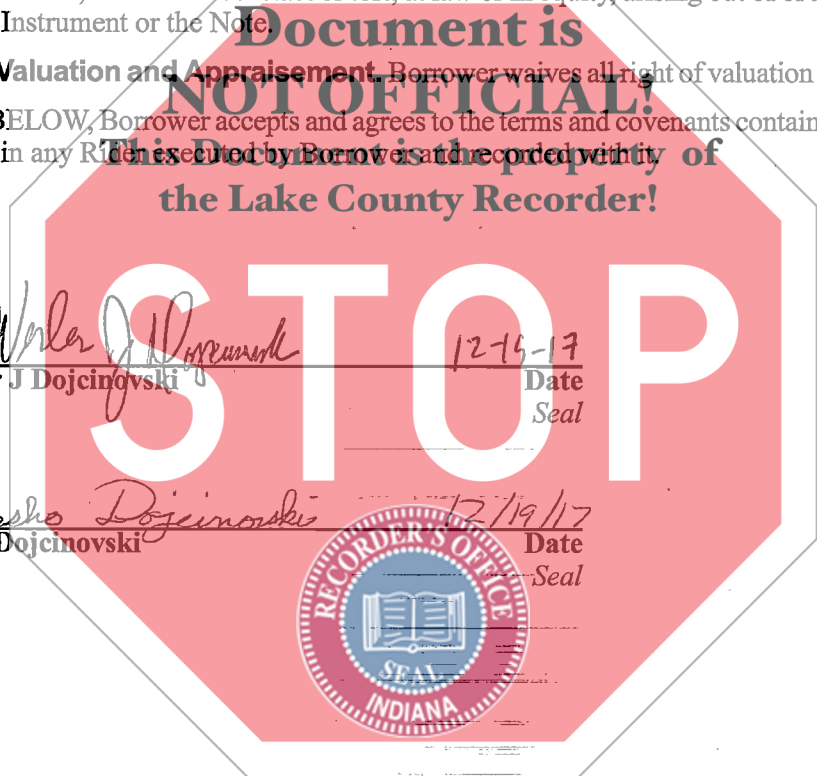 Instrument or the Note.
Document is
Valuation and Appraisement. Borrower waives all right of valuation
NOT OFFICIAL!
BELOW, Borrower accepts and agrees to the terms and covenants contain
in any Rider executed by Borrower and recorded with it.
This Document is the property of
the Lake County Recorder!
STOP
J Dojcinovski
Date
Seal
Dojcinovski 12/19/17
Dojcinovski
Date
Seal
RECORDER'S OFFICE
SEAL
INDIANA